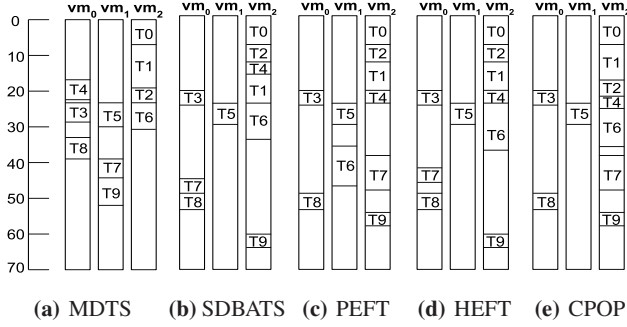 vm0 vm1 vm2 vm0 vm1 vm2 vm0 vm1 vm2 vm0 vm1 vm2 vm0 vm1 vm2
0 T0 T0 T0 T0 T0
10 T1 T2 T4 T1 T2 T1 T2 T1 T1 T2 T4
20 T4 T3 T2 T3 T3 T4 T3 T4 T3
T5 T6 T5 T6 T5 T5 T6 T5 T6
30
T8 T6
40 T7 T7 T7 T7
T9 T7
50 T8 T8 T8 T8
T9 T9
60 T9 T9
70
(a) MDTS (b) SDBATS (c) PEFT (d) HEFT (e) CPOP